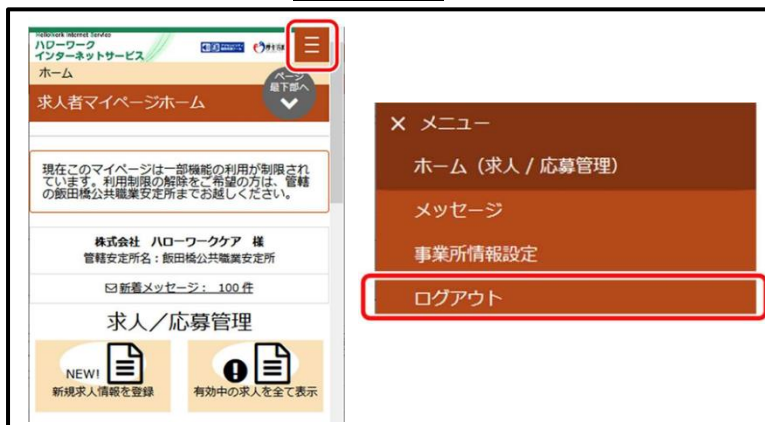 Hellowork Internet Service
ハローワーク
インターネットサービス
ホーム
ページ
最下部へ
求人者マイページホーム
現在このマイページは一部機能の利用が制限され
ています。利用制限の解除をご希望の方は、管轄
の飯田橋公共職業安定所までお越しください。
株式会社 ハローワークケア 様
管轄安定所名：飯田橋公共職業安定所
新着メッセージ： 100 件
求人／応募管理
NEW!
新規求人情報を登録
有効中の求人を全て表示
× メニュー
ホーム（求人 / 応募管理）
メッセージ
事業所情報設定
ログアウト